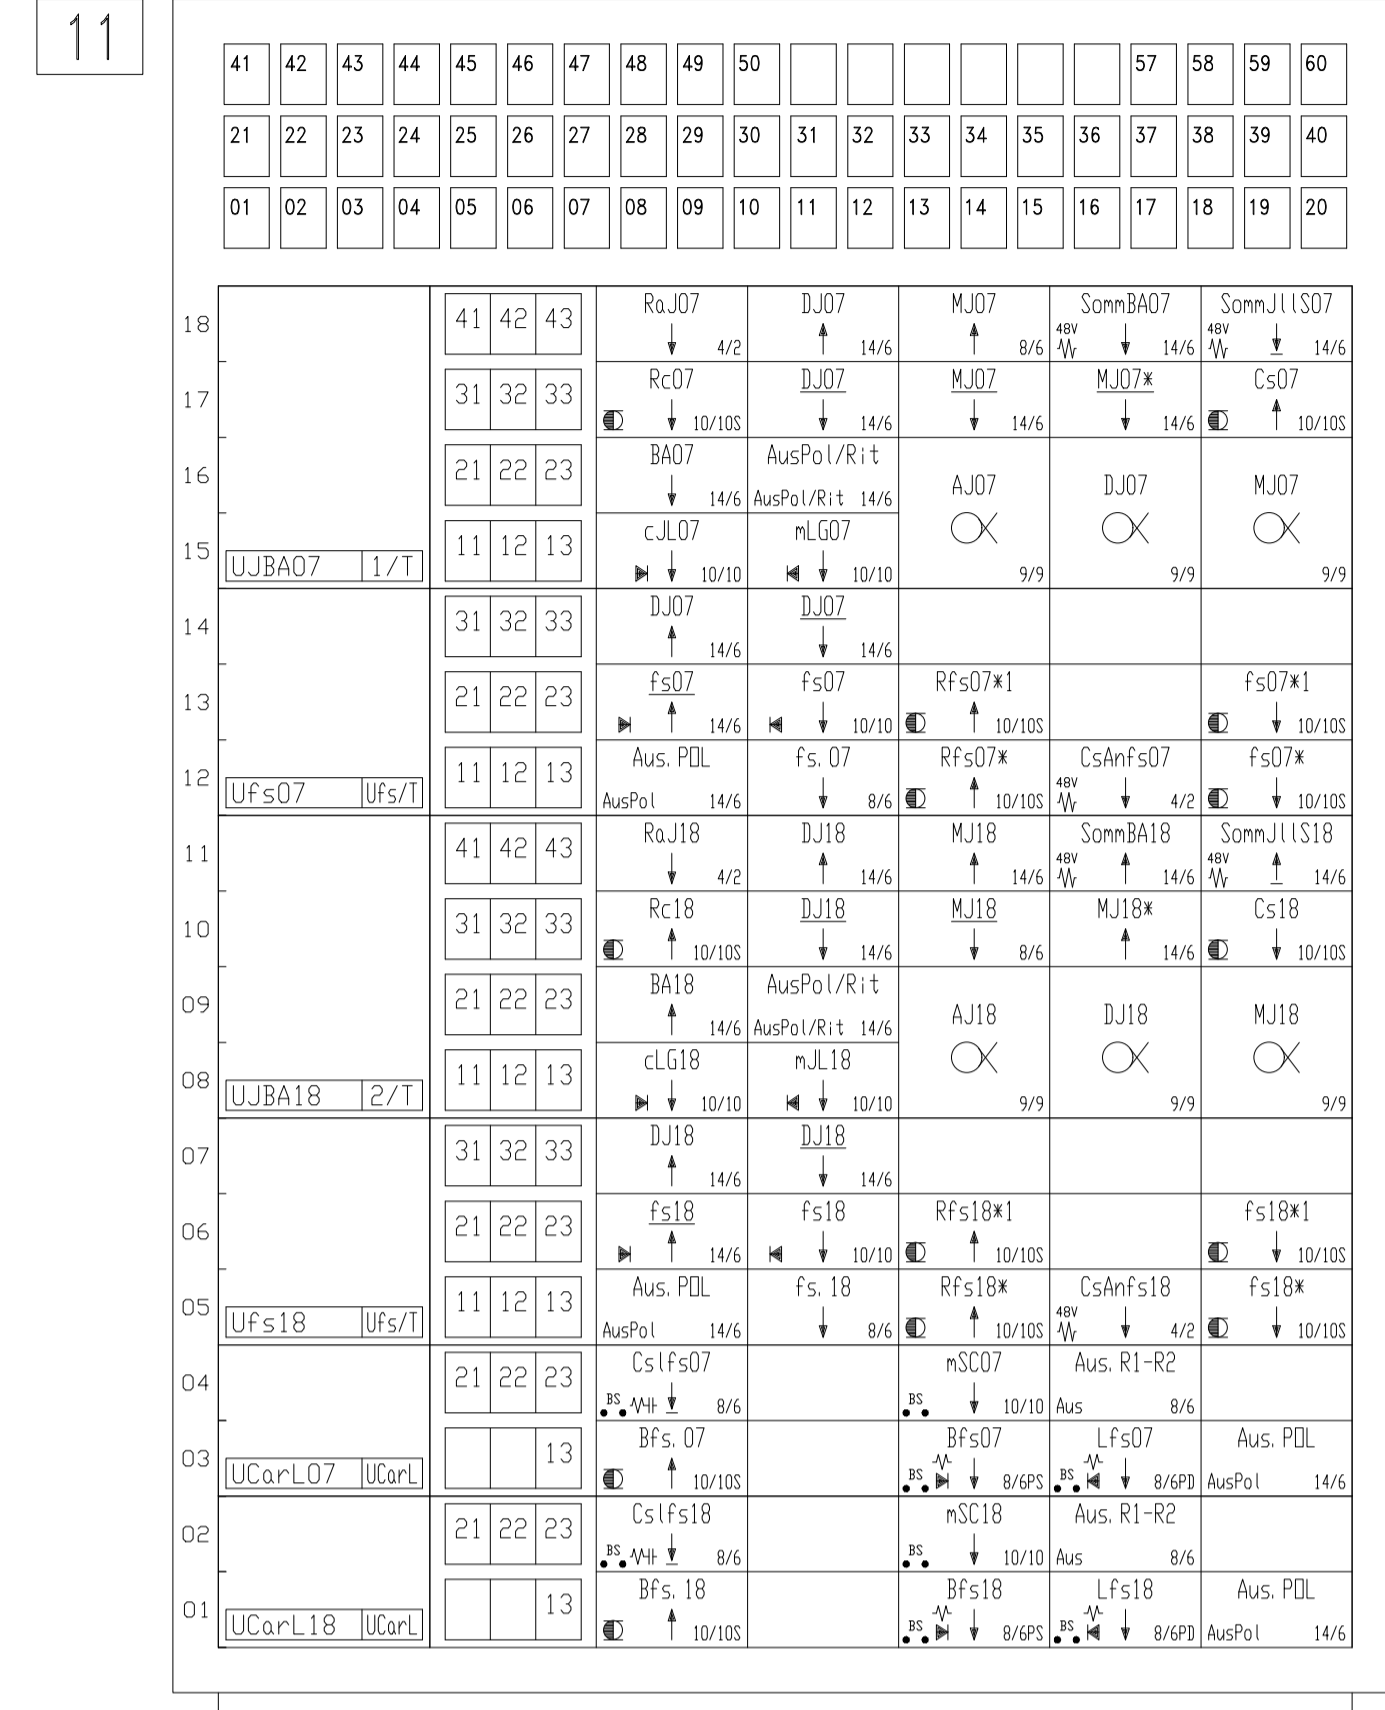 11
41 42 43 44 45 46 47 48 49 50 57 58 59 60
21 22 23 24 25 26 27 28 29 30 31 32 33 34 35 36 37 38 39 40
01 02 03 04 05 06 07 08 09 10 11 12 13 14 15 16 17 18 19 20
18 41 42 43 RaJ07 DJ07 MJ07 SommBA07 SommJllS07
48V 48V
4/2 14/6 8/6 14/6 14/6
17 31 32 33 Rc07 DJ07 MJ07 MJ07* Cs07
10/10S 14/6 14/6 14/6 10/10S
16 21 22 23 BA07 AusPol/Rit AJ07 DJ07 MJ07
14/6 AusPol/Rit 14/6
15 11 12 13 cJL07 mLG07
UJBA07 1/T 10/10 10/10 9/9 9/9 9/9
14 31 32 33 DJ07 DJ07
14/6 14/6
13 21 22 23 fs07 fs07 Rfs07*1 fs07*1
14/6 10/10 10/10S 10/10S
12 11 12 13 Aus. POL fs. 07 Rfs07* CsAnfs07 fs07*
48V
Ufs07 Ufs/T AusPol 14/6 8/6 10/10S 4/2 10/10S
11 41 42 43 RaJ18 DJ18 MJ18 SommBA18 SommJllS18
48V 48V
4/2 14/6 14/6 14/6 14/6
10 31 32 33 Rc18 DJ18 MJ18 MJ18* Cs18
10/10S 14/6 8/6 14/6 10/10S
09 21 22 23 BA18 AusPol/Rit AJ18 DJ18 MJ18
14/6 AusPol/Rit 14/6
08 11 12 13 cLG18 mJL18
UJBA18 2/T 10/10 10/10 9/9 9/9 9/9
07 31 32 33 DJ18 DJ18
14/6 14/6
06 21 22 23 fs18 fs18 Rfs18*1 fs18*1
14/6 10/10 10/10S 10/10S
05 11 12 13 Aus. POL fs. 18 Rfs18* CsAnfs18 fs18*
48V
Ufs18 Ufs/T AusPol 14/6 8/6 10/10S 4/2 10/10S
04 21 22 23 Cslfs07 mSC07 Aus. R1-R2
BS 8/6 BS 10/10 Aus 8/6
03 13 Bfs. 07 Bfs07 Lfs07 Aus. POL
UCarL07 UCarL 10/10S BS 8/6PS BS 8/6PD AusPol 14/6
02 21 22 23 Cslfs18 mSC18 Aus. R1-R2
BS 8/6 BS 10/10 Aus 8/6
01 13 Bfs. 18 Bfs18 Lfs18 Aus. POL
UCarL18 UCarL 10/10S BS 8/6PS BS 8/6PD AusPol 14/6